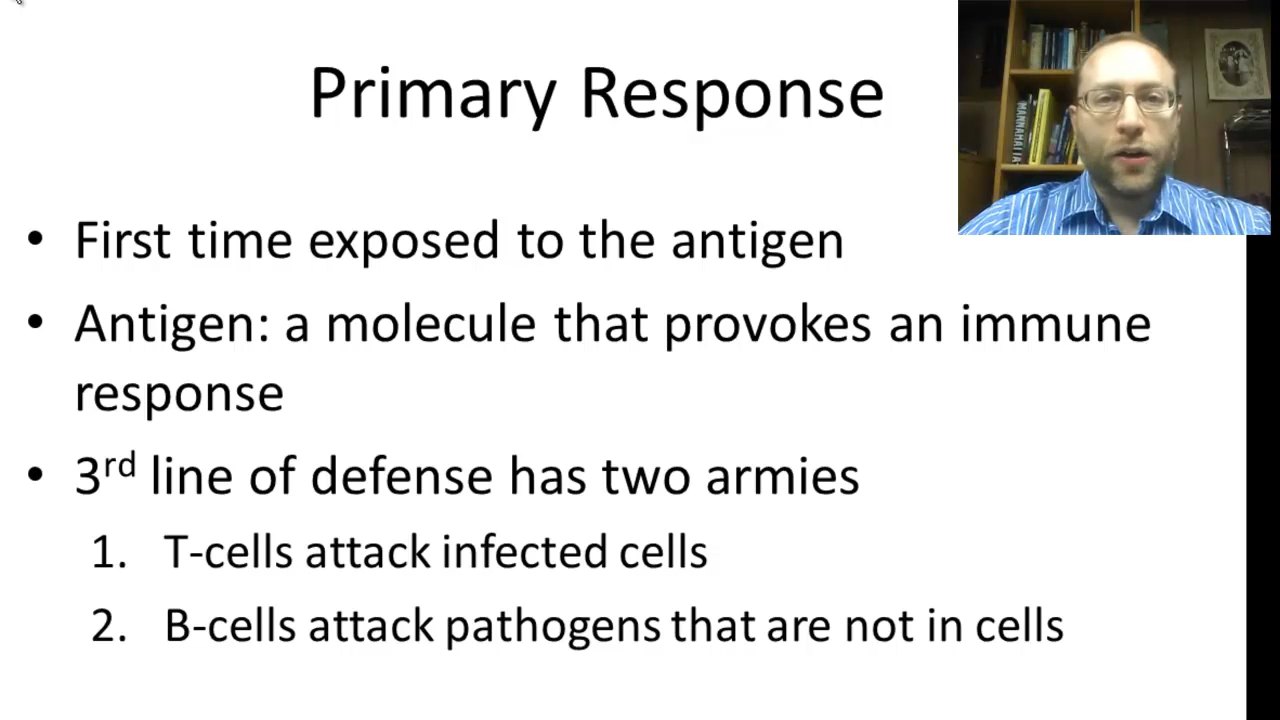 Primary Response
MANNAHATTA
• First time exposed to the antigen
• Antigen: a molecule that provokes an immune
response
• 3rd line of defense has two armies
1. T-cells attack infected cells
2. B-cells attack pathogens that are not in cells